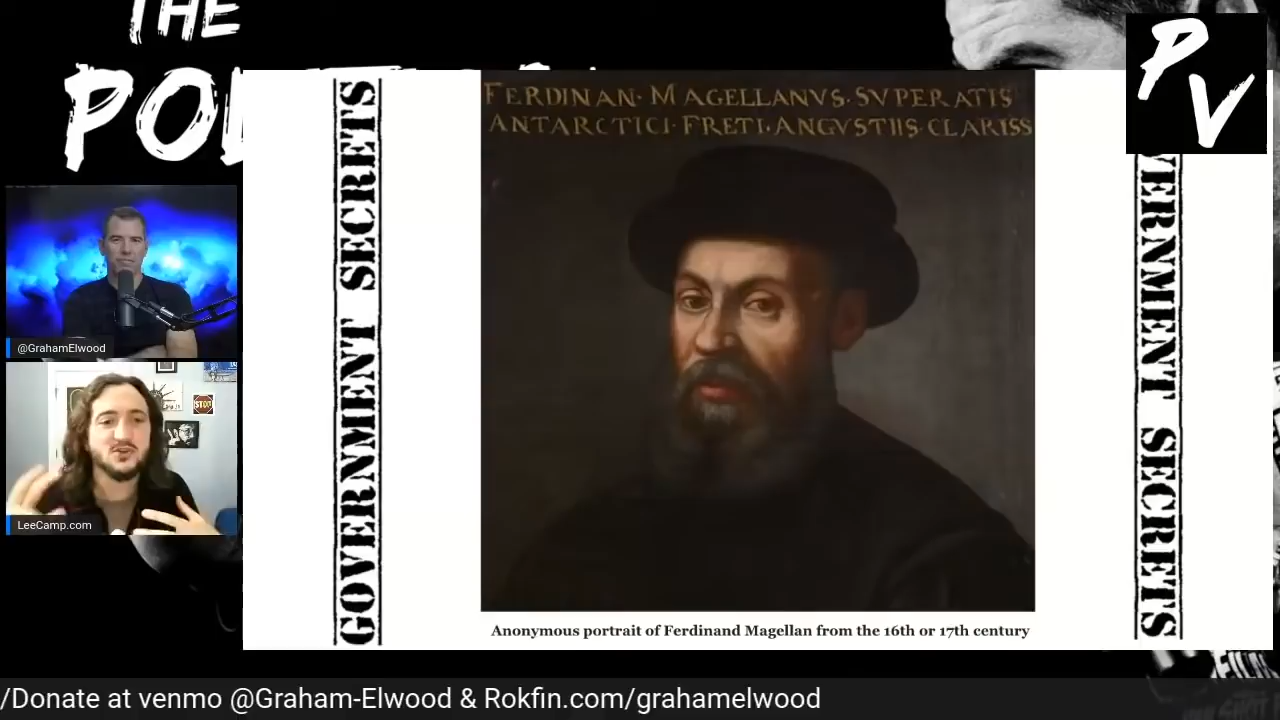 THE
PO
P
V
GOVERNMENT SECRETS
FERDINAN· MAGELLANVS· SVPERATIS
ANTARCTICI· FRETI· ANGVSTIIS· CLARISS
VERNMENT SECRETS
@GrahamElwood
STOP
LeeCamp.com
Anonymous portrait of Ferdinand Magellan from the 16th or 17th century
/Donate at venmo @Graham-Elwood & Rokfin.com/grahamelwood